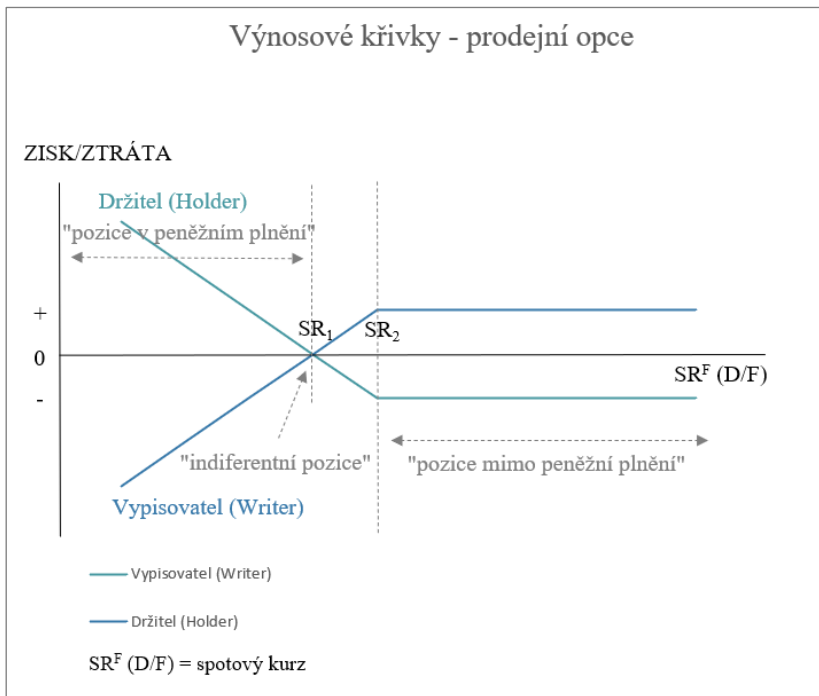 Výnosové křivky - prodejní opce
ZISK/ZTRÁTA
Držitel (Holder)
"pozice v peněžním plnění"
+
SR₁
SR₂
0
SRᶠ (D/F)
-
"indiferentní pozice"
"pozice mimo peněžní plnění"
Vypisovatel (Writer)
Vypisovatel (Writer)
Držitel (Holder)
SRᶠ (D/F) = spotový kurz